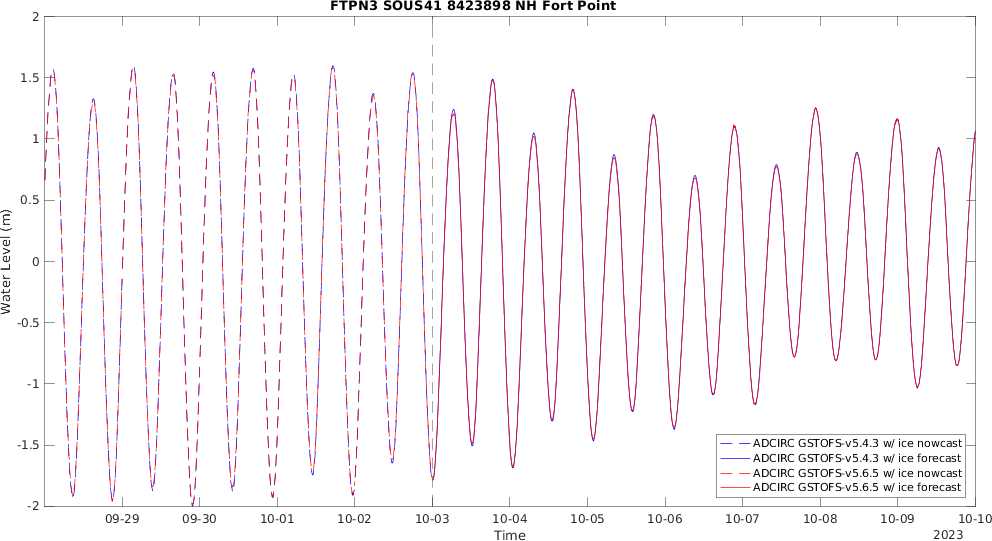 FTPN3 SOUS41 8423898 NH Fort Point
2
1.5
1
0.5
0
-0.5
-1
-1.5
-2
Water Level (m)
ADCIRC GSTOFS-v5.4.3 w/ ice nowcast
ADCIRC GSTOFS-v5.4.3 w/ ice forecast
ADCIRC GSTOFS-v5.6.5 w/ ice nowcast
ADCIRC GSTOFS-v5.6.5 w/ ice forecast
09-29 09-30 10-01 10-02 10-03 10-04 10-05 10-06 10-07 10-08 10-09 10-10
Time
2023